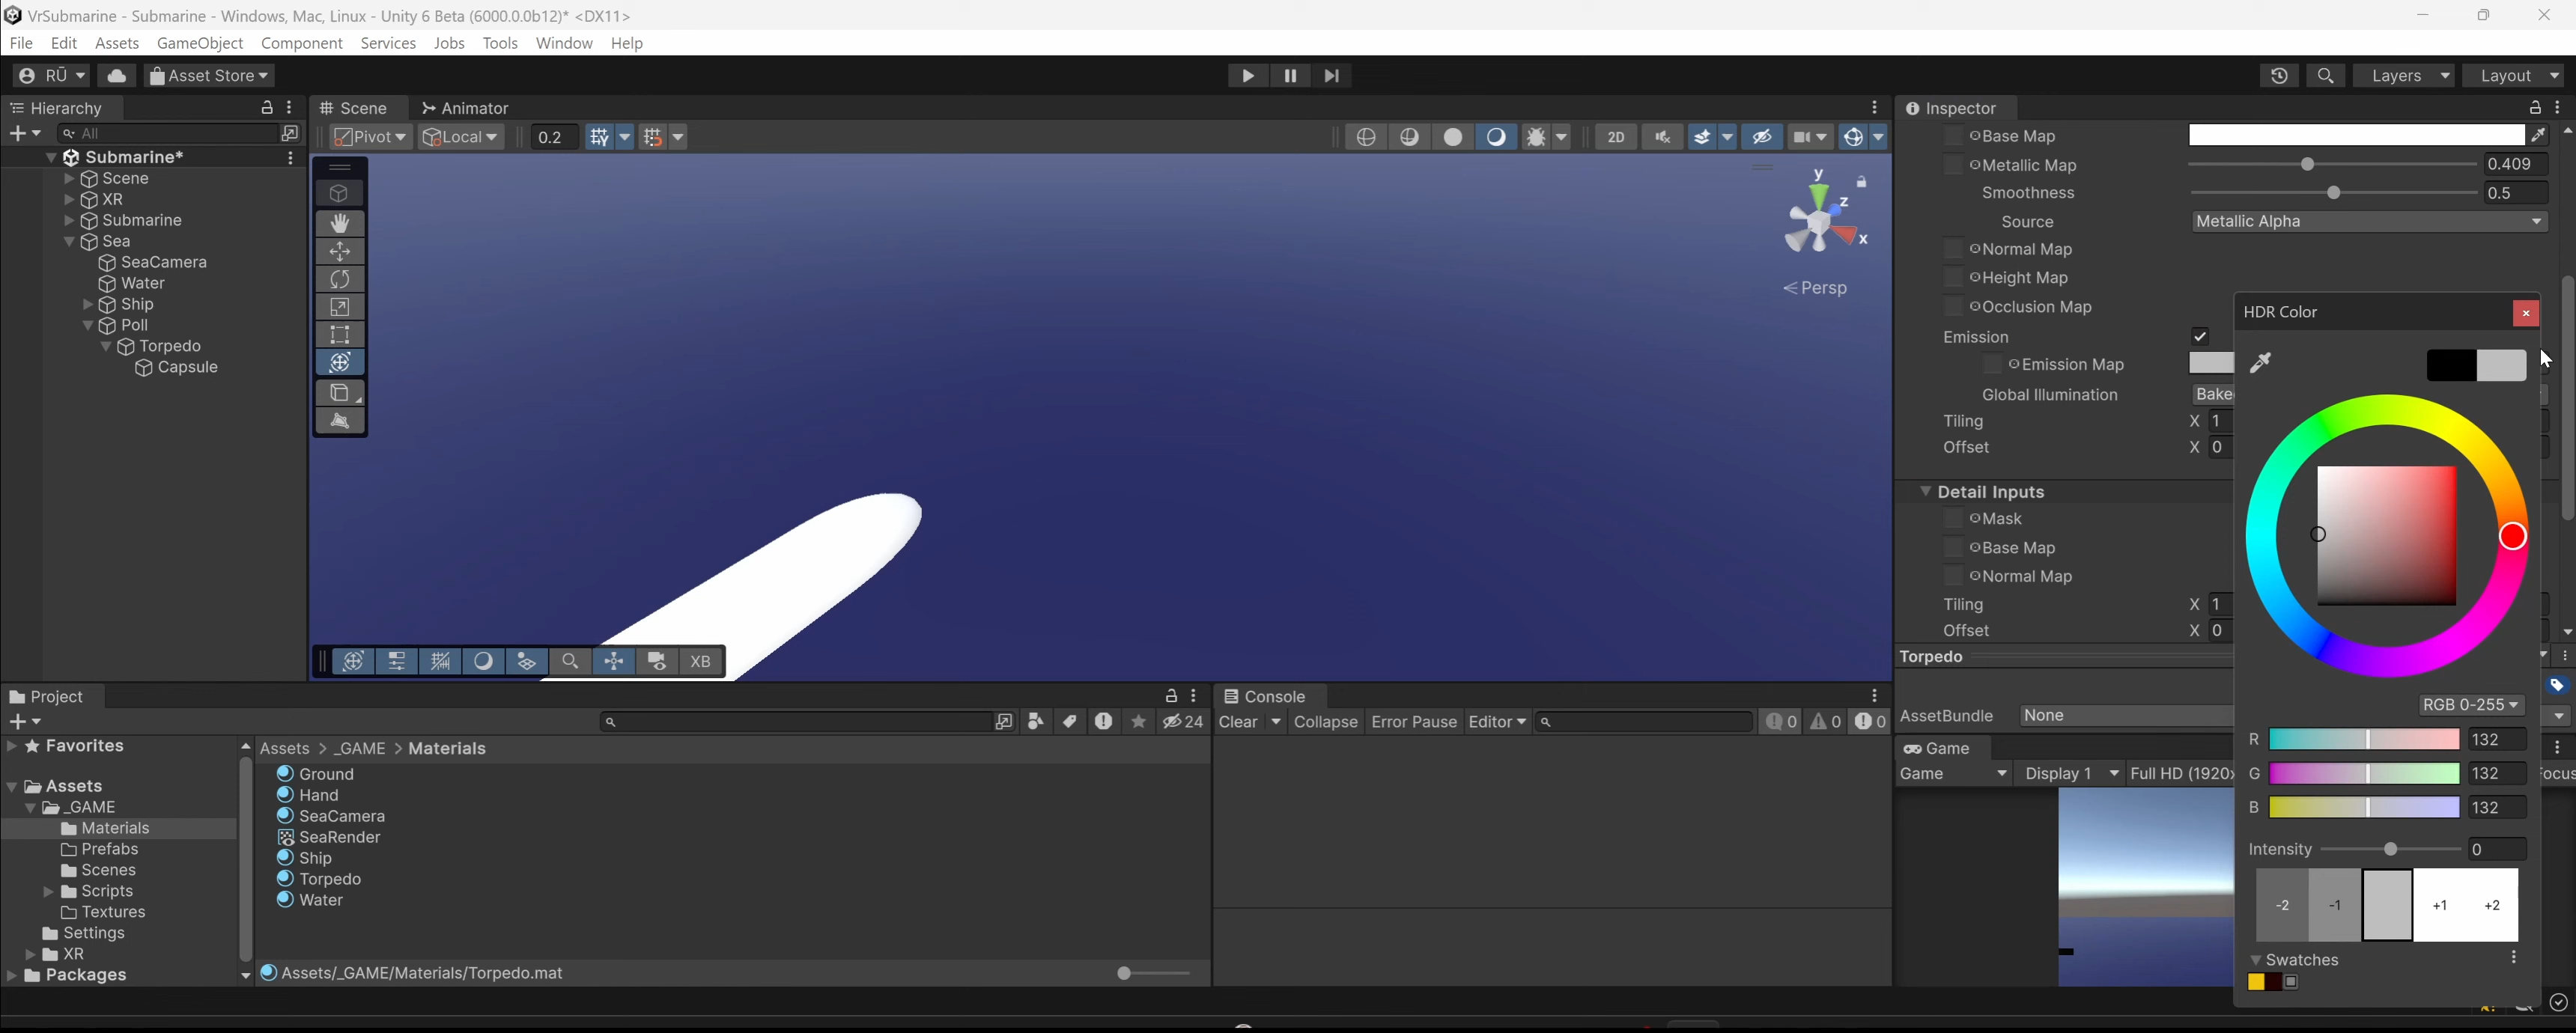 VrSubmarine - Submarine - Windows, Mac, Linux - Unity 6 Beta (6000.0.0b12)* <DX11>
File Edit Assets GameObject Component Services Jobs Tools Window Help
RŪ Asset Store Layers Layout
Hierarchy
All
Submarine*
Scene
XR
Submarine
Sea
SeaCamera
Water
Ship
Poll
Torpedo
Capsule
Scene Animator
Pivot Local 0.2 2D
y
z
x
Persp
XB
Inspector
Base Map
Metallic Map 0.409
Smoothness 0.5
Source Metallic Alpha
Normal Map
Height Map
Occlusion Map
Emission
Emission Map
Global Illumination Bake
Tiling X 1
Offset X 0
Detail Inputs
Mask
Base Map
Normal Map
Tiling X 1
Offset X 0
Torpedo
AssetBundle None
HDR Color
RGB 0-255
R 132
G 132
B 132
Intensity 0
-2 -1 +1 +2
Swatches
Project
24
Favorites
Assets
_GAME
Materials
Prefabs
Scenes
Scripts
Textures
Settings
XR
Packages
Assets > _GAME > Materials
Ground
Hand
SeaCamera
SeaRender
Ship
Torpedo
Water
Assets/_GAME/Materials/Torpedo.mat
Console
Clear Collapse Error Pause Editor 0 0 0
Game
Game Display 1 Full HD (1920x ocus